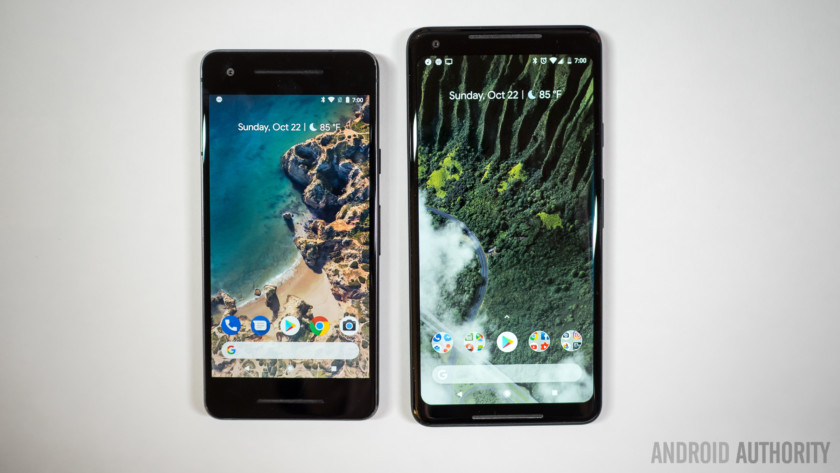 7:00
Sunday, Oct 22 | 85 °F
7:00
Sunday, Oct 22 | 85 °F
G
G
ANDROID AUTHORITY